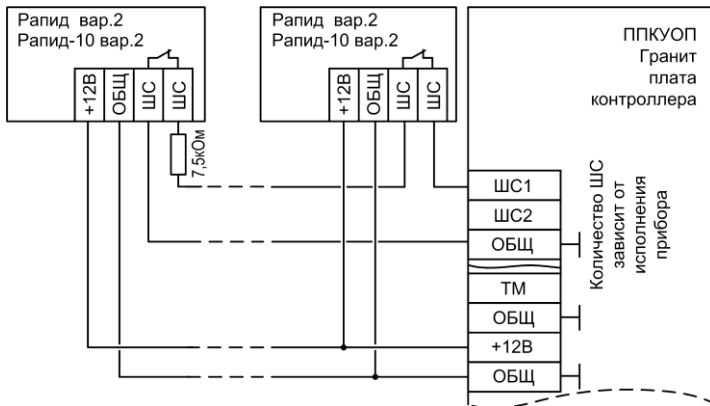 Рапид вар.2
Рапид-10 вар.2
+12В
ОБЩ
ШС
ШС
7,5кОм
Рапид вар.2
Рапид-10 вар.2
+12В
ОБЩ
ШС
ШС
ППКУОП
Гранит
плата
контроллера
ШС1
ШС2
ОБЩ
ТМ
ОБЩ
+12В
ОБЩ
Количество ШС
зависит от
исполнения
прибора